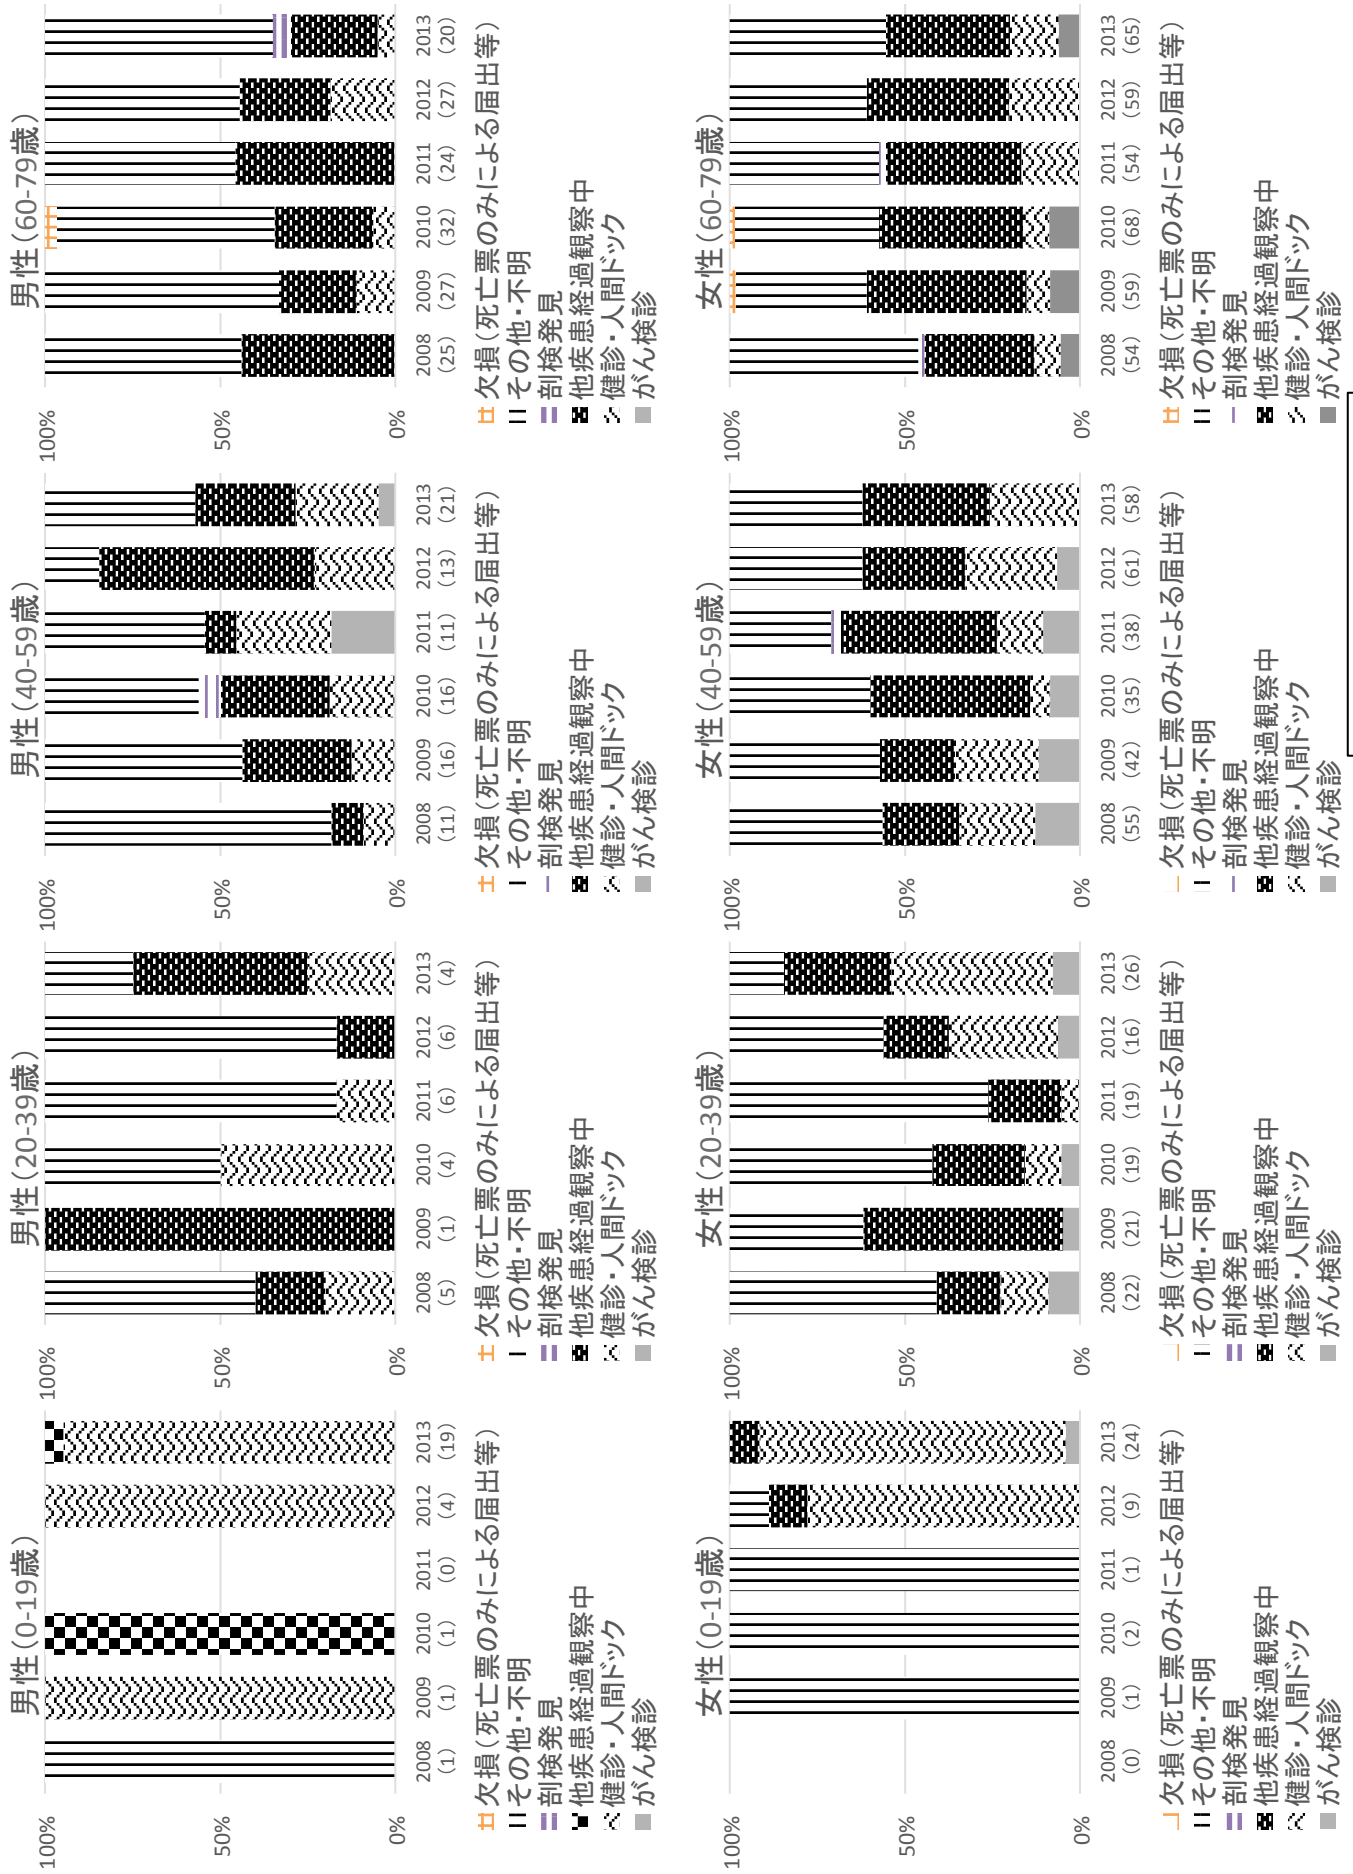 男性(0-19歳)
100%
50%
0%
2008 2009 2010 2011 2012 2013
(1) (1) (1) (0) (4) (19)
欠損(死亡票のみによる届出等)
その他・不明
剖検発見
他疾患経過観察中
健診・人間ドック
がん検診
男性(20-39歳)
100%
50%
0%
2008 2009 2010 2011 2012 2013
(5) (1) (4) (6) (6) (4)
欠損(死亡票のみによる届出等)
その他・不明
剖検発見
他疾患経過観察中
健診・人間ドック
がん検診
男性(40-59歳)
100%
50%
0%
2008 2009 2010 2011 2012 2013
(11) (16) (16) (11) (13) (21)
欠損(死亡票のみによる届出等)
その他・不明
剖検発見
他疾患経過観察中
健診・人間ドック
がん検診
男性(60-79歳)
100%
50%
0%
2008 2009 2010 2011 2012 2013
(25) (27) (32) (24) (27) (20)
欠損(死亡票のみによる届出等)
その他・不明
剖検発見
他疾患経過観察中
健診・人間ドック
がん検診
女性(0-19歳)
100%
50%
0%
2008 2009 2010 2011 2012 2013
(0) (1) (2) (1) (9) (24)
欠損(死亡票のみによる届出等)
その他・不明
剖検発見
他疾患経過観察中
健診・人間ドック
がん検診
女性(20-39歳)
100%
50%
0%
2008 2009 2010 2011 2012 2013
(22) (21) (19) (19) (16) (26)
欠損(死亡票のみによる届出等)
その他・不明
剖検発見
他疾患経過観察中
健診・人間ドック
がん検診
女性(40-59歳)
100%
50%
0%
2008 2009 2010 2011 2012 2013
(55) (42) (35) (38) (61) (58)
欠損(死亡票のみによる届出等)
その他・不明
剖検発見
他疾患経過観察中
健診・人間ドック
がん検診
女性(60-79歳)
100%
50%
0%
2008 2009 2010 2011 2012 2013
(54) (59) (68) (54) (59) (65)
欠損(死亡票のみによる届出等)
その他・不明
剖検発見
他疾患経過観察中
健診・人間ドック
がん検診